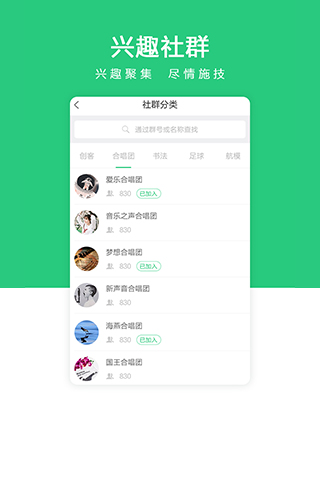 兴趣社群
兴趣聚集 尽情施技
社群分类
通过群号或名称查找
创客 合唱团 书法 足球 航模
爱乐合唱团
830 已加入
音乐之声合唱团
830
梦想合唱团
830 已加入
新声音合唱团
830
海燕合唱团
830 已加入
国王合唱团
830